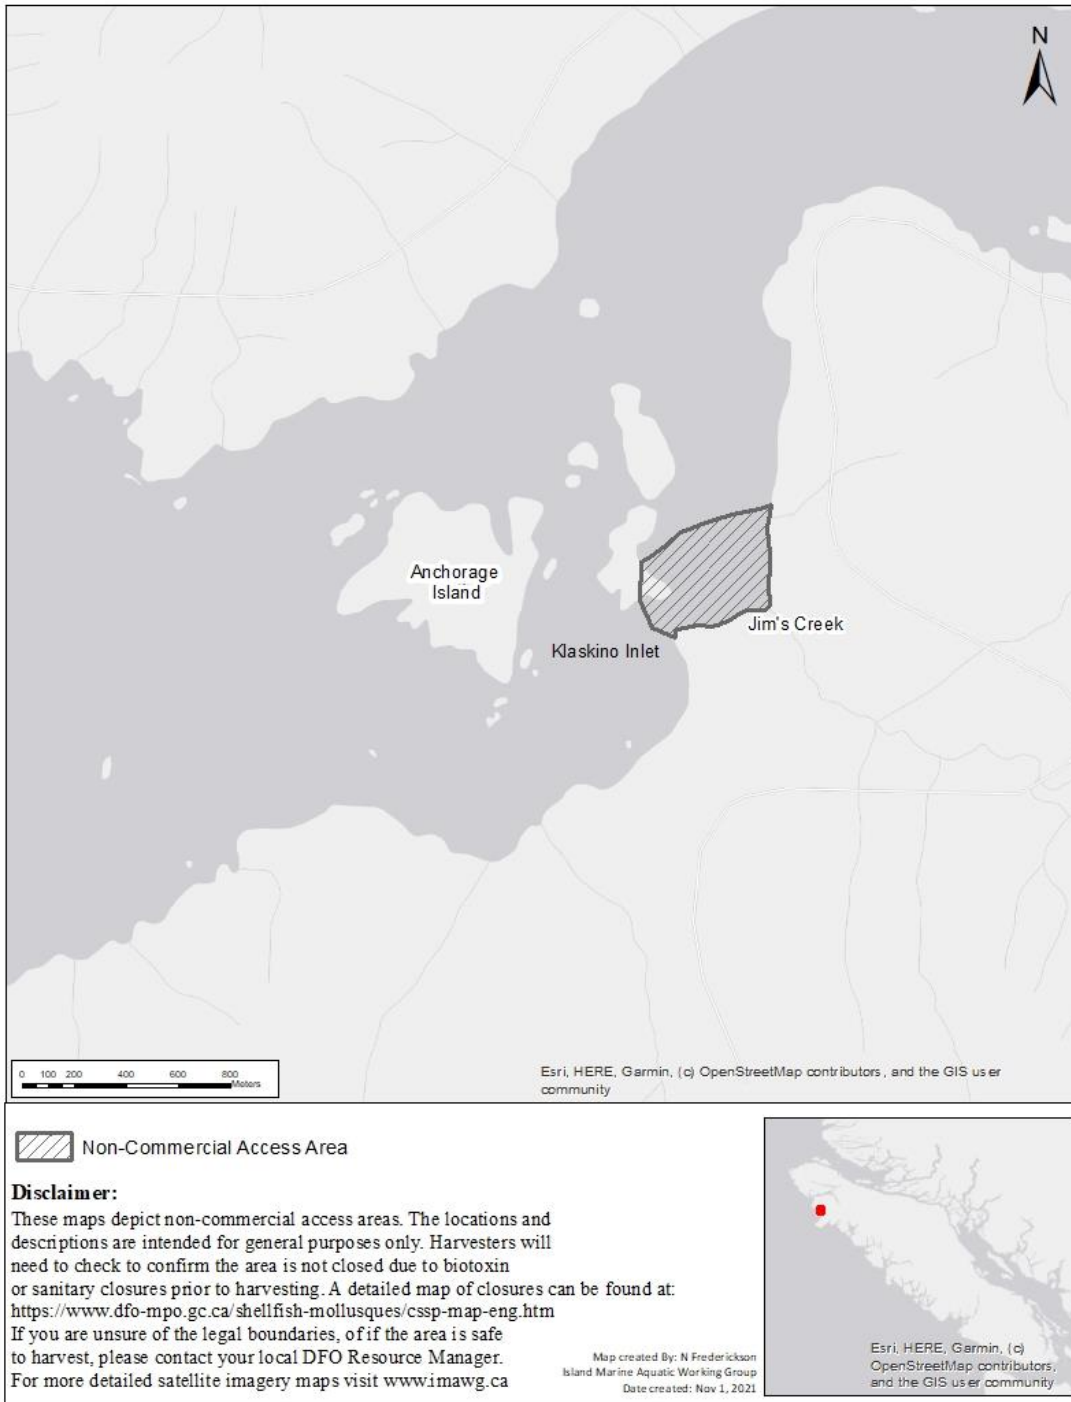 N
Anchorage
Island
Jim's Creek
Klaskino Inlet
0 100 200 400 600 800
Meters
Esri, HERE, Garmin, (c) OpenStreetMap contributors, and the GIS user
community
Non-Commercial Access Area
Disclaimer:
These maps depict non-commercial access areas. The locations and
descriptions are intended for general purposes only. Harvesters will
need to check to confirm the area is not closed due to biotoxin
or sanitary closures prior to harvesting. A detailed map of closures can be found at:
https://www.dfo-mpo.gc.ca/shellfish-mollusques/cssp-map-eng.htm
If you are unsure of the legal boundaries, of if the area is safe
to harvest, please contact your local DFO Resource Manager.
For more detailed satellite imagery maps visit www.imawg.ca
Map created By: N Frederickson
Island Marine Aquatic Working Group
Date created: Nov 1, 2021
Esri, HERE, Garmin, (c)
OpenStreetMap contributors,
and the GIS user community